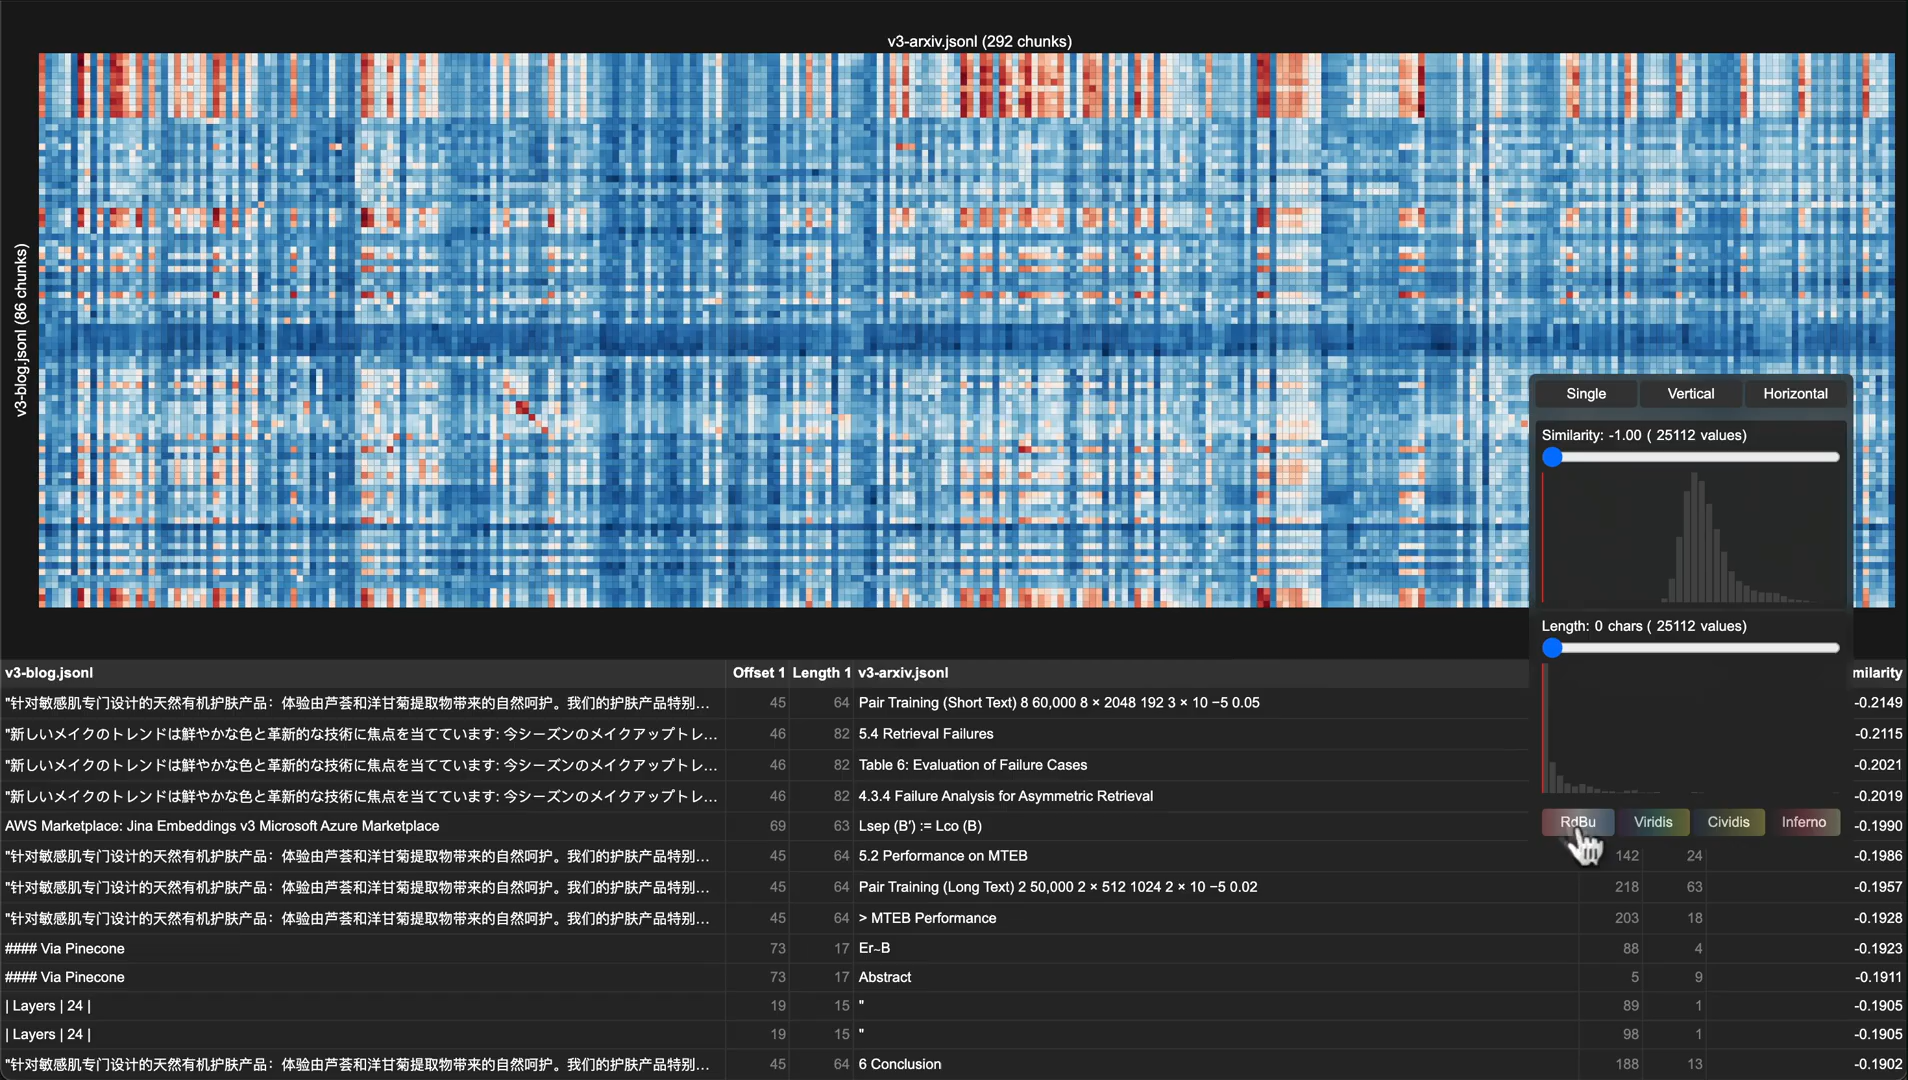 v3-arxiv.jsonl (292 chunks)
v3-blog.jsonl (86 chunks)
Single Vertical Horizontal
Similarity: -1.00 ( 25112 values)
Length: 0 chars ( 25112 values)
RdBu Viridis Cividis Inferno
v3-blog.jsonl Offset 1 Length 1 v3-arxiv.jsonl milarity
"针对敏感肌专门设计的天然有机护肤产品：体验由芦荟和洋甘菊提取物带来的自然呵护。我们的护肤产品特别... 45 64 Pair Training (Short Text) 8 60,000 8 × 2048 192 3 × 10 −5 0.05 -0.2149
"新しいメイクのトレンドは鮮やかな色と革新的な技術に焦点を当てています: 今シーズンのメイクアップトレ... 46 82 5.4 Retrieval Failures -0.2115
"新しいメイクのトレンドは鮮やかな色と革新的な技術に焦点を当てています: 今シーズンのメイクアップトレ... 46 82 Table 6: Evaluation of Failure Cases -0.2021
"新しいメイクのトレンドは鮮やかな色と革新的な技術に焦点を当てています: 今シーズンのメイクアップトレ... 46 82 4.3.4 Failure Analysis for Asymmetric Retrieval -0.2019
AWS Marketplace: Jina Embeddings v3 Microsoft Azure Marketplace 69 63 Lsep (B′) := Lco (B) -0.1990
"针对敏感肌专门设计的天然有机护肤产品：体验由芦荟和洋甘菊提取物带来的自然呵护。我们的护肤产品特别... 45 64 5.2 Performance on MTEB 142 24 -0.1986
"针对敏感肌专门设计的天然有机护肤产品：体验由芦荟和洋甘菊提取物带来的自然呵护。我们的护肤产品特别... 45 64 Pair Training (Long Text) 2 50,000 2 × 512 1024 2 × 10 −5 0.02 218 63 -0.1957
"针对敏感肌专门设计的天然有机护肤产品：体验由芦荟和洋甘菊提取物带来的自然呵护。我们的护肤产品特别... 45 64 > MTEB Performance 203 18 -0.1928
#### Via Pinecone 73 17 Er~B 88 4 -0.1923
#### Via Pinecone 73 17 Abstract 5 9 -0.1911
| Layers | 24 | 19 15 " 89 1 -0.1905
| Layers | 24 | 19 15 " 98 1 -0.1905
"针对敏感肌专门设计的天然有机护肤产品：体验由芦荟和洋甘菊提取物带来的自然呵护。我们的护肤产品特别... 45 64 6 Conclusion 188 13 -0.1902